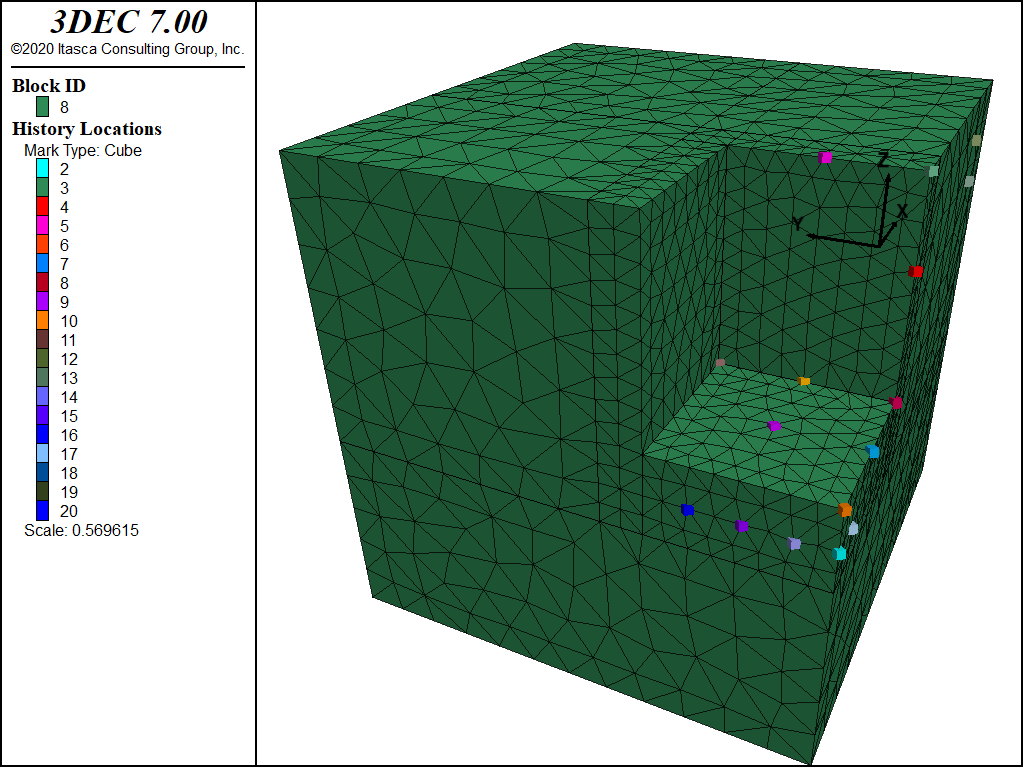 3DEC 7.00
©2020 Itasca Consulting Group, Inc.
Block ID
8
History Locations
Mark Type: Cube
2
3
4
5
6
7
8
9
10
11
12
13
14
15
16
17
18
19
20
Scale: 0.569615
Z
X
Y